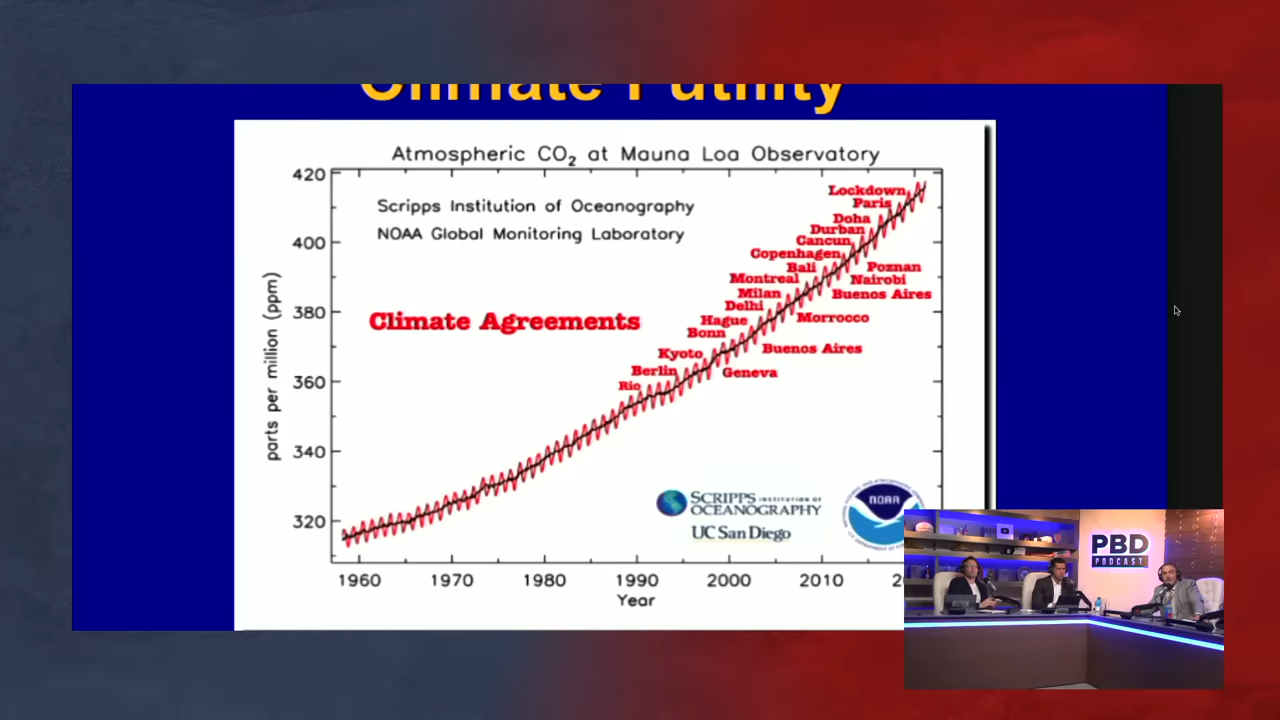 Climate Futility
Atmospheric CO₂ at Mauna Loa Observatory
420
400
380
360
340
320
parts per million (ppm)
Scripps Institution of Oceanography
NOAA Global Monitoring Laboratory
Climate Agreements
Lockdown
Paris
Doha
Durban
Cancun
Copenhagen
Bali
Poznan
Montreal
Nairobi
Milan
Buenos Aires
Delhi
Hague
Morrocco
Bonn
Kyoto
Buenos Aires
Berlin
Geneva
Rio
SCRIPPS INSTITUTION OF
OCEANOGRAPHY
UC San Diego
NOAA
1960
1970
1980
1990
2000
2010
Year
PBD
PODCAST